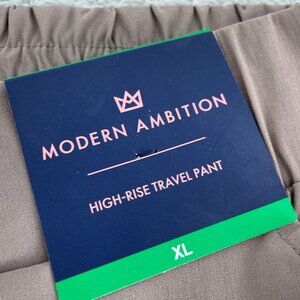 MODERN AMBITION
HIGH-RISE TRAVEL PANT
XL